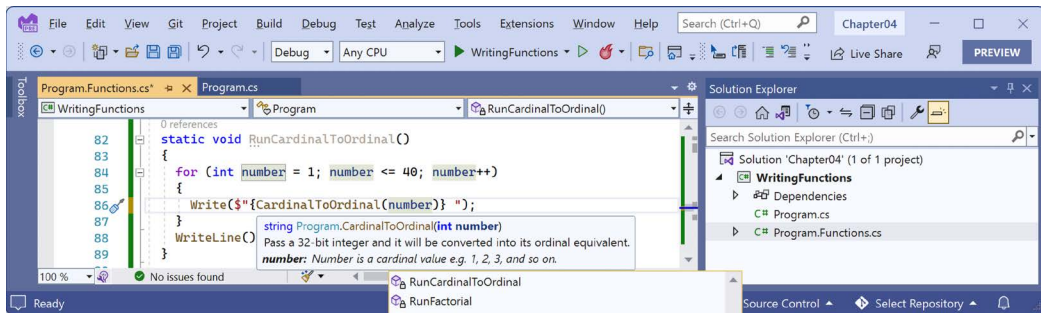 File Edit View Git Project Build Debug Test Analyze Tools Extensions Window Help Search (Ctrl+Q) Chapter04
Debug Any CPU WritingFunctions Live Share PREVIEW
Toolbox
Program.Functions.cs* Program.cs
WritingFunctions Program RunCardinalToOrdinal()
0 references
82 static void RunCardinalToOrdinal()
83 {
84 for (int number = 1; number <= 40; number++)
85 {
86 Write($"{CardinalToOrdinal(number)} ");
87 }
88 WriteLine()
89 }
string Program.CardinalToOrdinal(int number)
Pass a 32-bit integer and it will be converted into its ordinal equivalent.
number: Number is a cardinal value e.g. 1, 2, 3, and so on.
100 % No issues found
RunCardinalToOrdinal
RunFactorial
Solution Explorer
Search Solution Explorer (Ctrl+;)
Solution 'Chapter04' (1 of 1 project)
C# WritingFunctions
Dependencies
C# Program.cs
C# Program.Functions.cs
Ready Source Control Select Repository